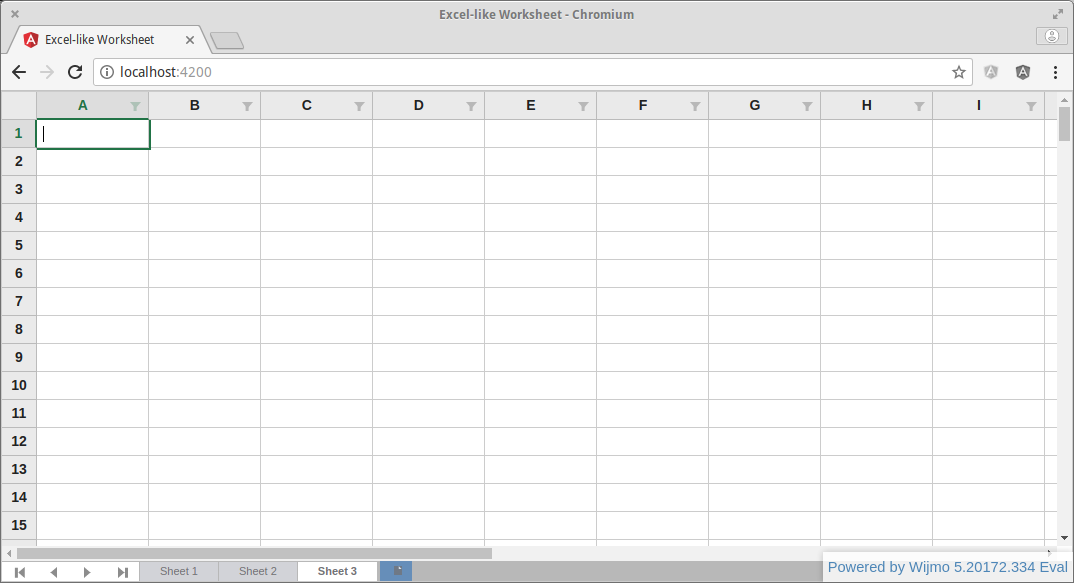 Excel-like Worksheet - Chromium
Excel-like Worksheet
localhost:4200
A B C D E F G H I
1
2
3
4
5
6
7
8
9
10
11
12
13
14
15
Sheet 1 Sheet 2 Sheet 3
Powered by Wijmo 5.20172.334 Eval